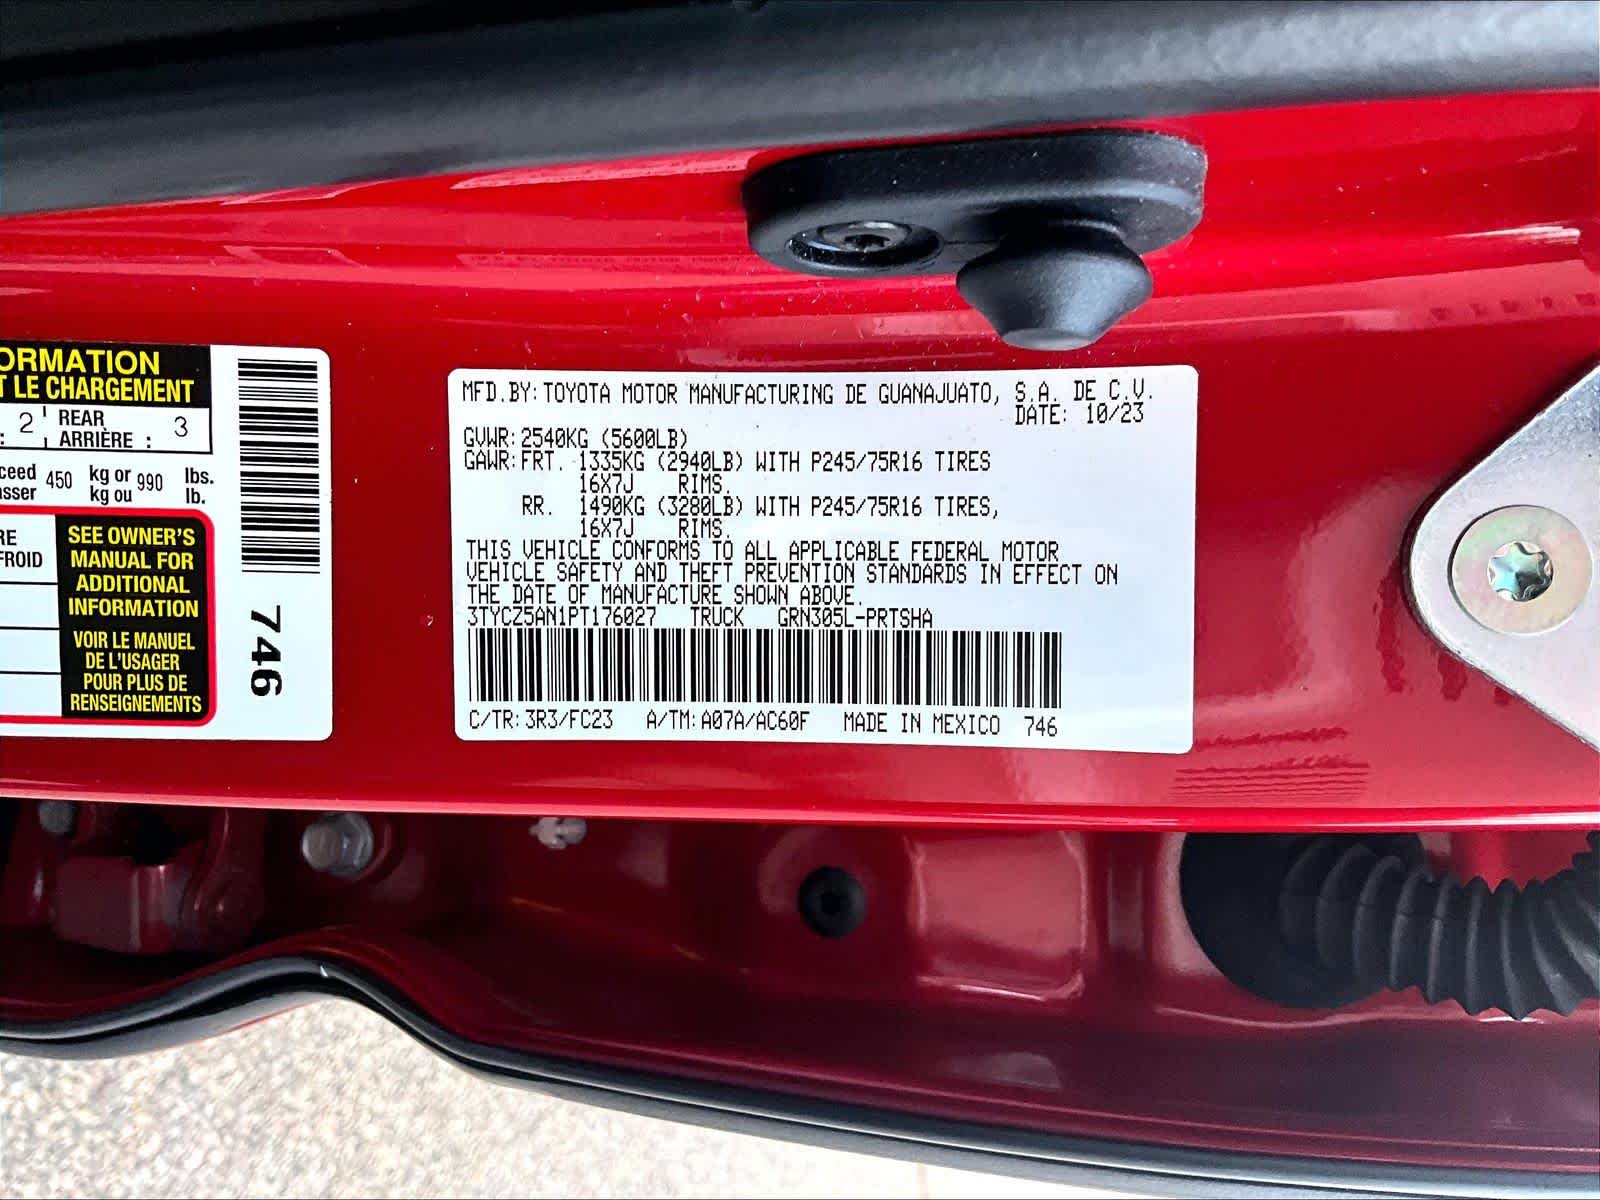 ORMATION
T LE CHARGEMENT
: 2 REAR
ARRIÈRE : 3
ceed 450 kg or 990 lbs.
asser kg ou lb.
RE
FROID
SEE OWNER'S
MANUAL FOR
ADDITIONAL
INFORMATION
VOIR LE MANUEL
DE L'USAGER
POUR PLUS DE
RENSEIGNEMENTS
746
MFD.BY:TOYOTA MOTOR MANUFACTURING DE GUANAJUATO, S.A. DE C.V.
DATE: 10/23
GVWR:2540KG (5600LB)
GAWR:FRT. 1335KG (2940LB) WITH P245/75R16 TIRES
16X7J RIMS.
RR. 1490KG (3280LB) WITH P245/75R16 TIRES,
16X7J RIMS.
THIS VEHICLE CONFORMS TO ALL APPLICABLE FEDERAL MOTOR
VEHICLE SAFETY AND THEFT PREVENTION STANDARDS IN EFFECT ON
THE DATE OF MANUFACTURE SHOWN ABOVE.
3TYCZ5AN1PT176027 TRUCK GRN305L-PRTSHA
C/TR:3R3/FC23 A/TM:A07A/AC60F MADE IN MEXICO 746